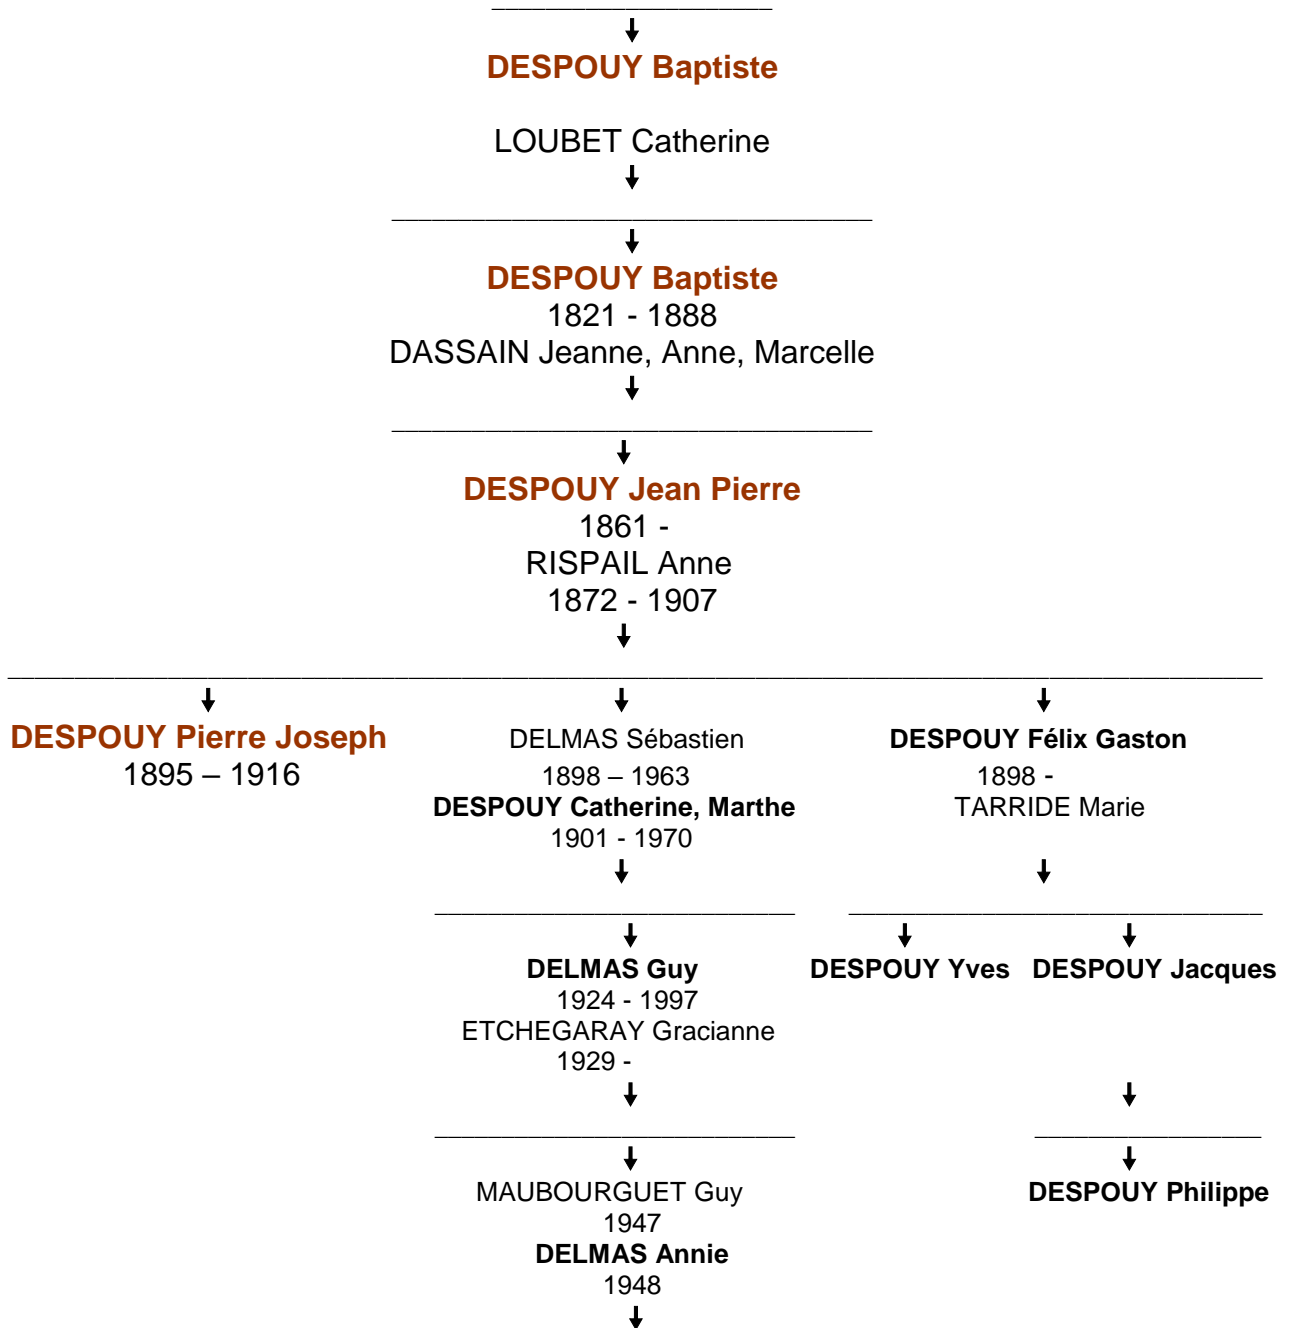 DESPOUY Baptiste
LOUBET Catherine
DESPOUY Baptiste
1821 - 1888
DASSAIN Jeanne, Anne, Marcelle
DESPOUY Jean Pierre
1861 -
RISPAIL Anne
1872 - 1907
DESPOUY Pierre Joseph
1895 – 1916
DELMAS Sébastien
1898 – 1963
DESPOUY Catherine, Marthe
1901 - 1970
DESPOUY Félix Gaston
1898 -
TARRIDE Marie
DELMAS Guy
1924 - 1997
ETCHEGARAY Gracianne
1929 -
DESPOUY Yves
DESPOUY Jacques
MAUBOURGUET Guy
1947
DELMAS Annie
1948
DESPOUY Philippe